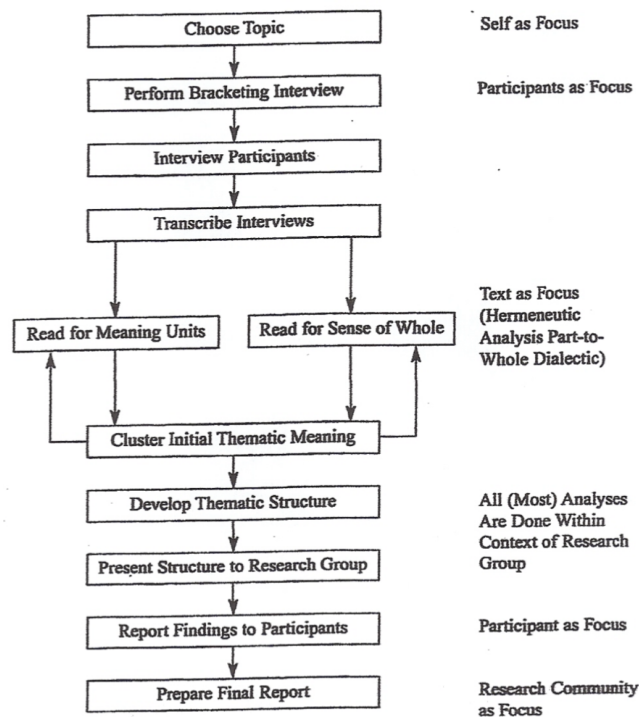 Choose Topic
Self as Focus
Perform Bracketing Interview
Participants as Focus
Interview Participants
Transcribe Interviews
Read for Meaning Units
Read for Sense of Whole
Text as Focus
(Hermeneutic
Analysis Part-to-
Whole Dialectic)
Cluster Initial Thematic Meaning
Develop Thematic Structure
All (Most) Analyses
Are Done Within
Context of Research
Group
Present Structure to Research Group
Report Findings to Participants
Participant as Focus
Prepare Final Report
Research Community
as Focus